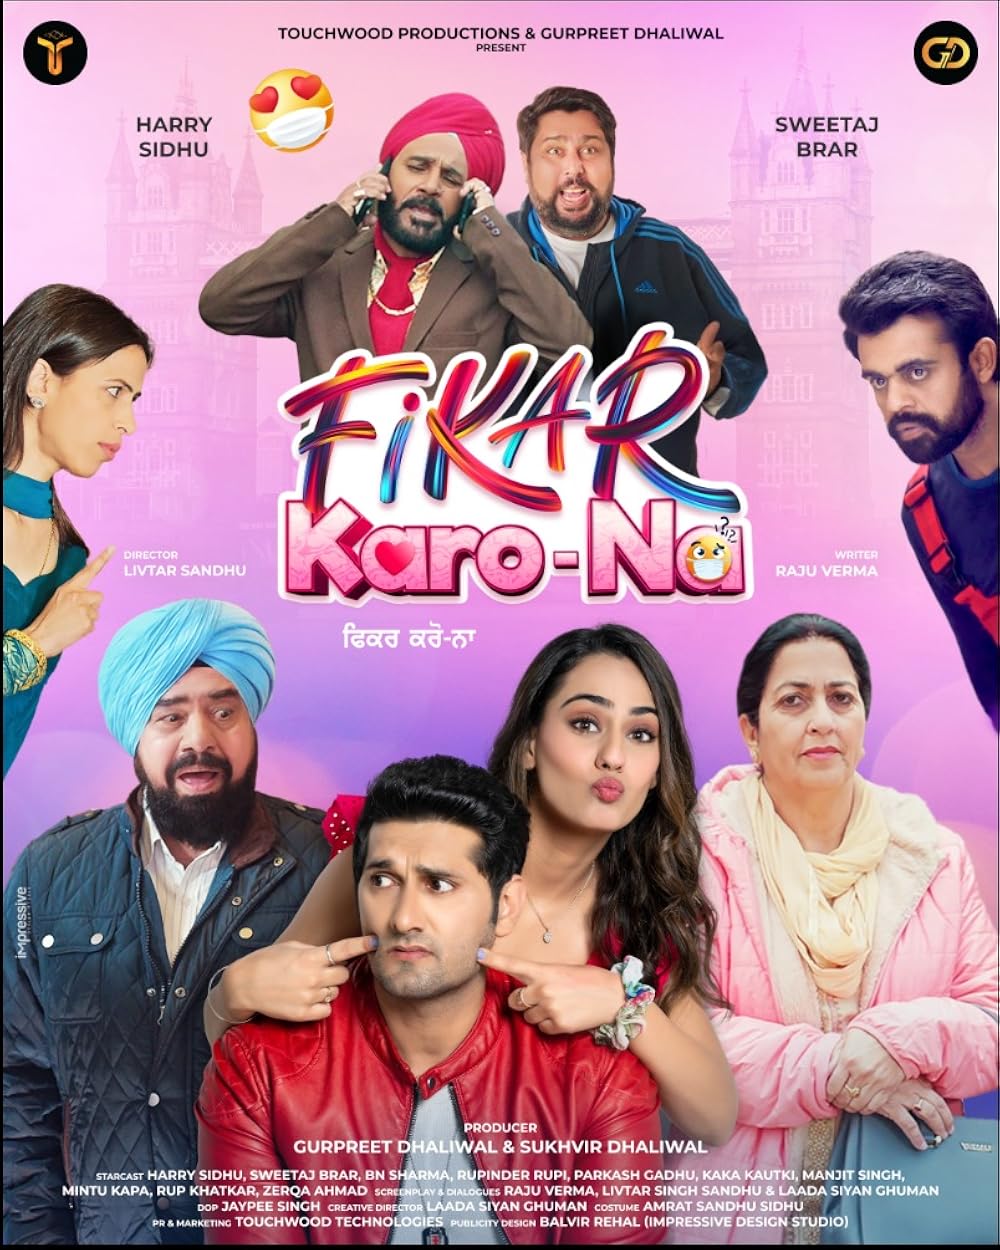 TOUCHWOOD PRODUCTIONS & GURPREET DHALIWAL
PRESENT
HARRY
SIDHU
SWEETAJ
BRAR
FiKAR
Karo-Na
DIRECTOR
LIVTAR SANDHU
WRITER
RAJU VERMA
ਫਿਕਰ ਕਰੋ-ਨਾ
impressive
PRODUCER
GURPREET DHALIWAL & SUKHVIR DHALIWAL
STARCAST HARRY SIDHU, SWEETAJ BRAR, BN SHARMA, RUPINDER RUPI, PARKASH GADHU, KAKA KAUTKI, MANJIT SINGH,
MINTU KAPA, RUP KHATKAR, ZERQA AHMAD SCREENPLAY & DIALOGUES RAJU VERMA, LIVTAR SINGH SANDHU & LAADA SIYAN GHUMAN
DOP JAYPEE SINGH CREATIVE DIRECTOR LAADA SIYAN GHUMAN COSTUME AMRAT SANDHU SIDHU
PR & MARKETING TOUCHWOOD TECHNOLOGIES PUBLICITY DESIGN BALVIR REHAL (IMPRESSIVE DESIGN STUDIO)